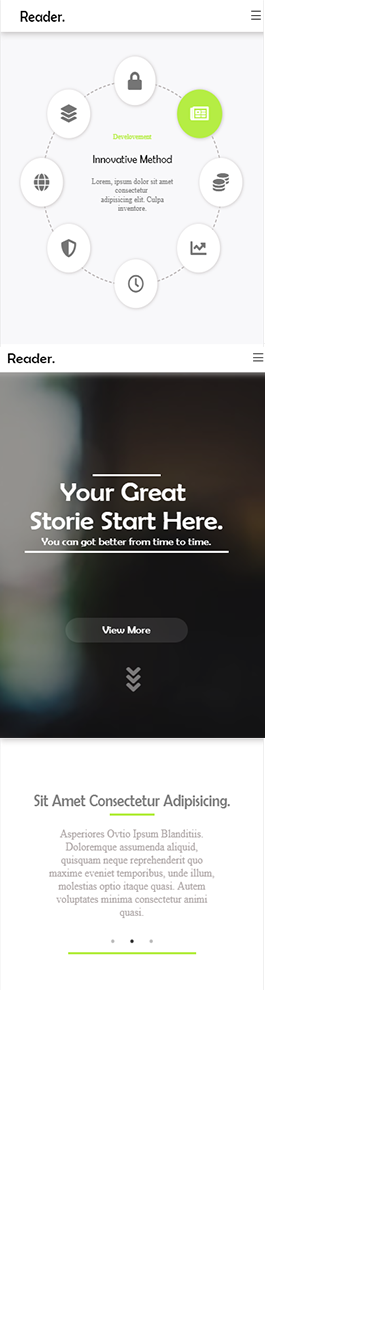 Reader.
Innovative Method
Lorem, ipsum dolor sit amet
consectetur
adipisicing elit. Culpa
inventore.
Reader.
Your Great
Storie Start Here.
You can got better from time to time.
View More
Sit Amet Consectetur Adipisicing.
Asperiores Ovtio Ipsum Blanditiis.
Doloremque assumenda aliquid,
quisquam neque reprehenderit quo
maxime eveniet temporibus, unde illum,
molestias optio itaque quasi. Autem
voluptates minima consectetur animi
quasi.